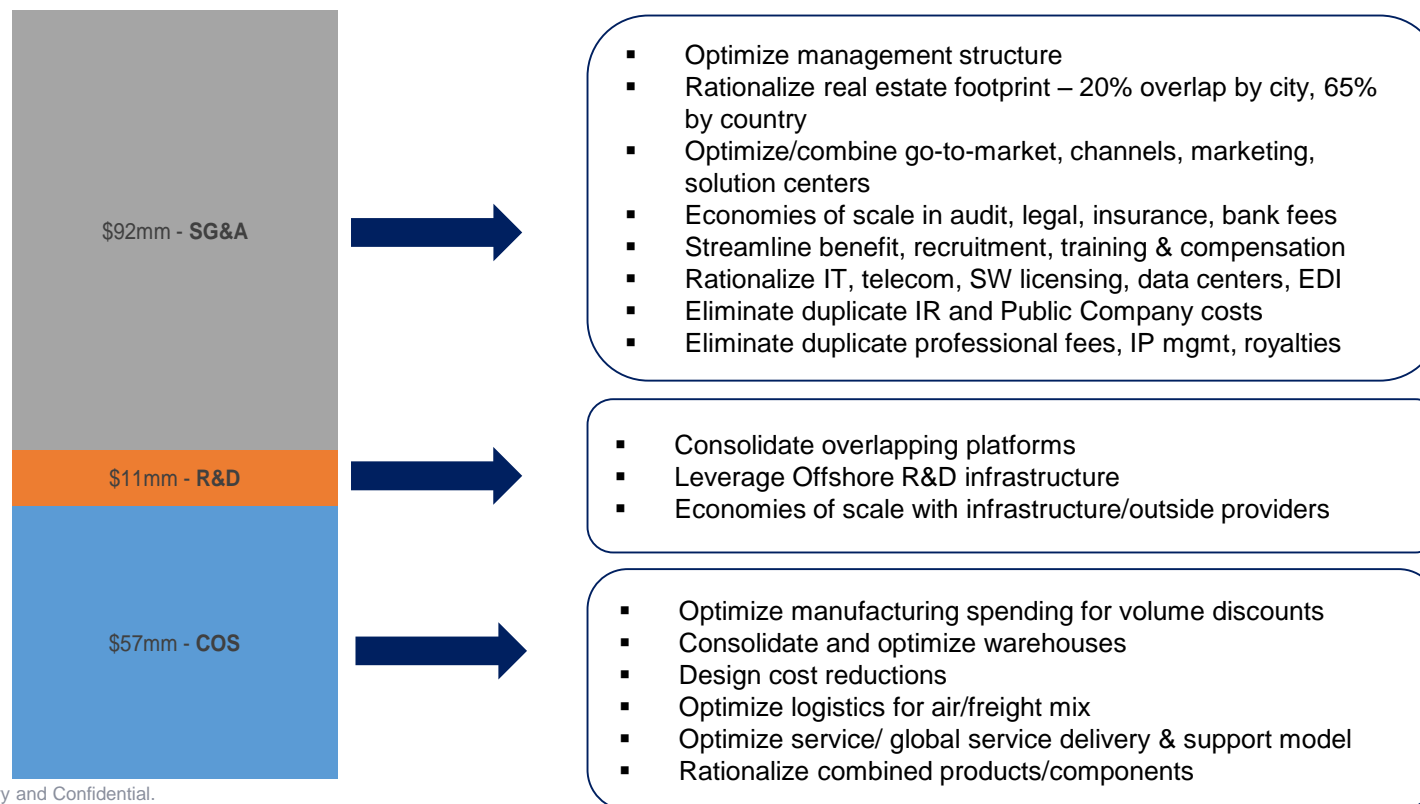 $92mm - SG&A
▪ Optimize management structure
▪ Rationalize real estate footprint – 20% overlap by city, 65%
by country
▪ Optimize/combine go-to-market, channels, marketing,
solution centers
▪ Economies of scale in audit, legal, insurance, bank fees
▪ Streamline benefit, recruitment, training & compensation
▪ Rationalize IT, telecom, SW licensing, data centers, EDI
▪ Eliminate duplicate IR and Public Company costs
▪ Eliminate duplicate professional fees, IP mgmt, royalties
$11mm - R&D
▪ Consolidate overlapping platforms
▪ Leverage Offshore R&D infrastructure
▪ Economies of scale with infrastructure/outside providers
$57mm - COS
▪ Optimize manufacturing spending for volume discounts
▪ Consolidate and optimize warehouses
▪ Design cost reductions
▪ Optimize logistics for air/freight mix
▪ Optimize service/ global service delivery & support model
▪ Rationalize combined products/components
y and Confidential.